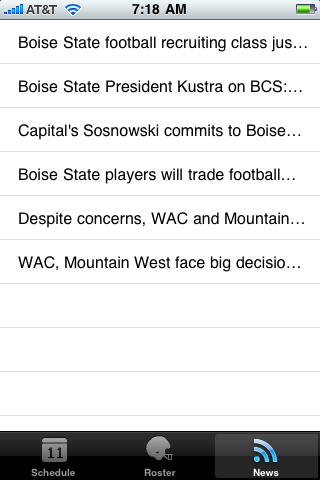 AT&T 7:18 AM
Boise State football recruiting class jus…
Boise State President Kustra on BCS:…
Capital's Sosnowski commits to Boise…
Boise State players will trade football…
Despite concerns, WAC and Mountain…
WAC, Mountain West face big decisio…
11
Schedule Roster News